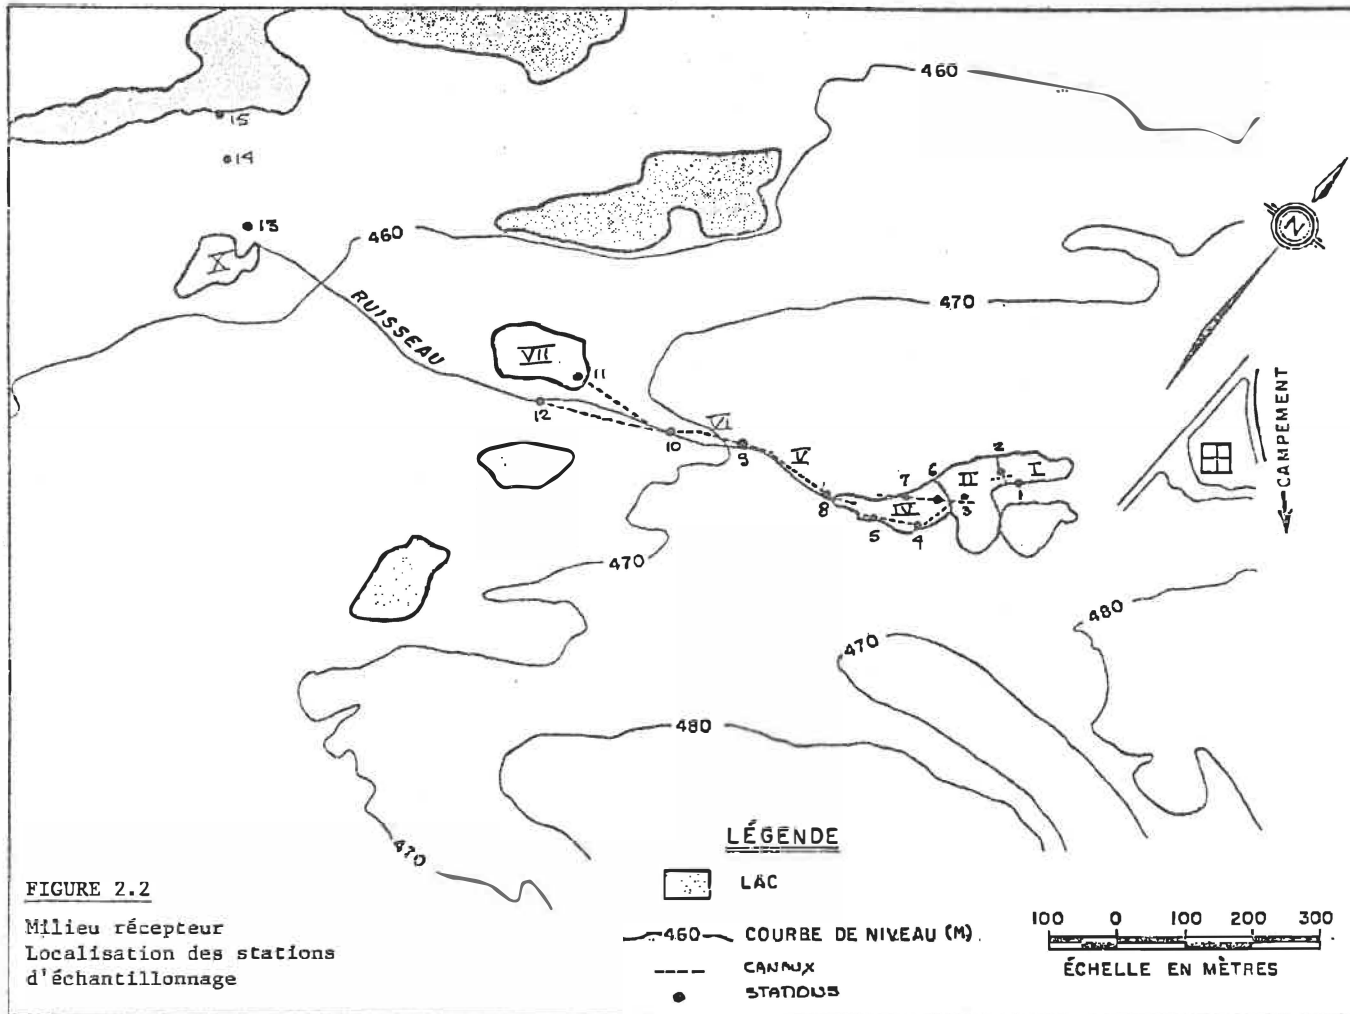 460
15
14
13
X
460
470
RUISSEAU
VII
11
12
10
VI
9
V
8
7
6
II
2
I
1
3
IV
5
4
N
CAMPEMENT
470
480
470
480
470
LÉGENDE
LAC
460 COURBE DE NIVEAU (M).
CANAUX
STATIONS
FIGURE 2.2
Milieu récepteur
Localisation des stations
d'échantillonnage
100 0 100 200 300
ÉCHELLE EN MÈTRES